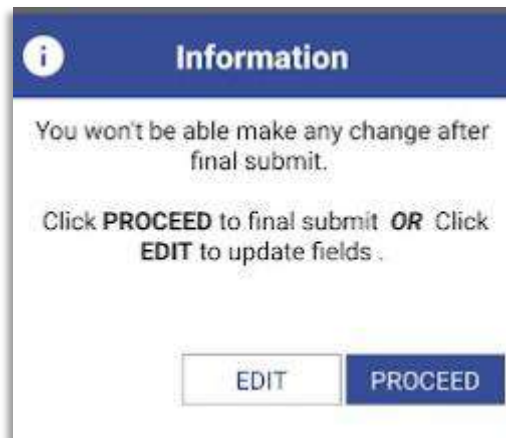 Information
You won't be able make any change after
final submit.
Click PROCEED to final submit OR Click
EDIT to update fields .
EDIT
PROCEED